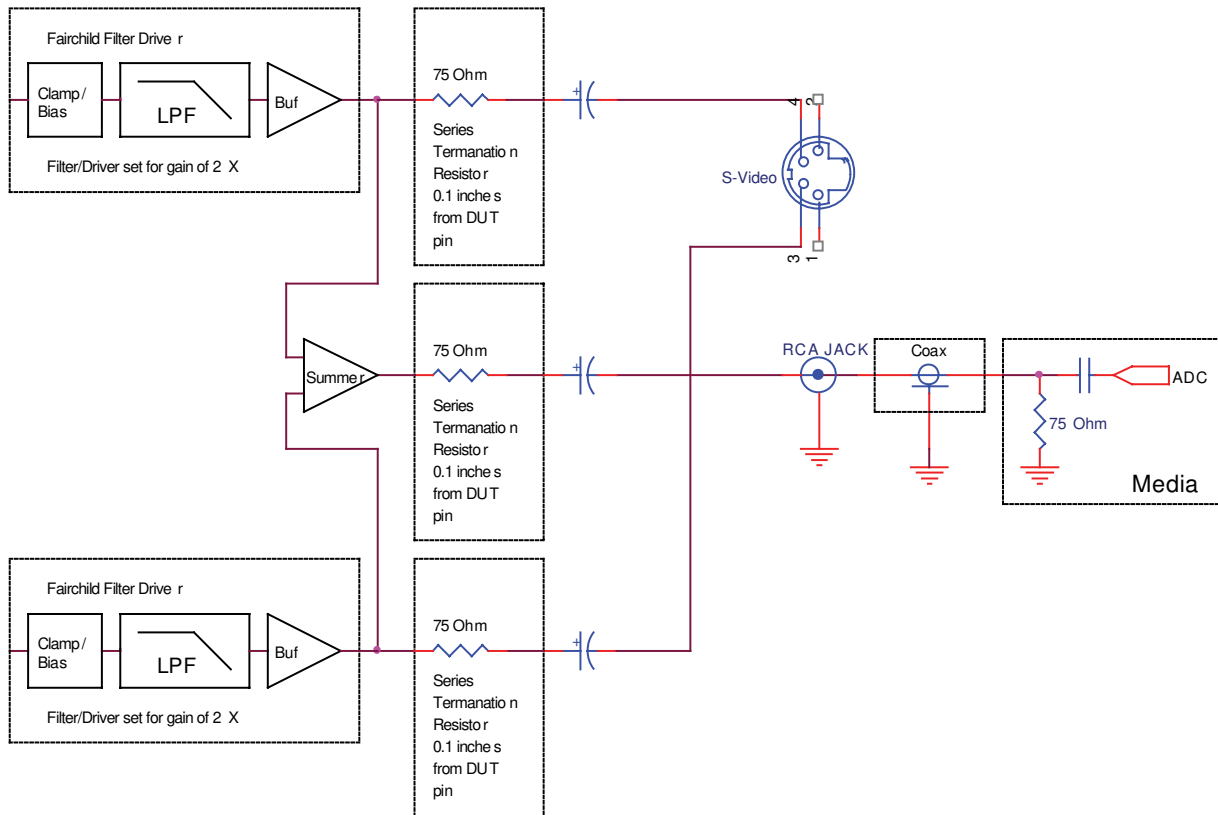 Fairchild Filter Drive r
Clamp/
Bias
LPF
Buf
Filter/Driver set for gain of 2 X
75 Ohm
Series
Termanatio n
Resisto r
0.1 inche s
from DU T
pin
+
4
2
S-Video
3
1
Summe r
75 Ohm
Series
Termanatio n
Resisto r
0.1 inche s
from DU T
pin
+
RCA JACK
Coax
ADC
75 Ohm
Media
Fairchild Filter Drive r
Clamp /
Bias
LPF
Buf
Filter/Driver set for gain of 2 X
75 Ohm
Series
Termanatio n
Resisto r
0.1 inche s
from DU T
pin
+